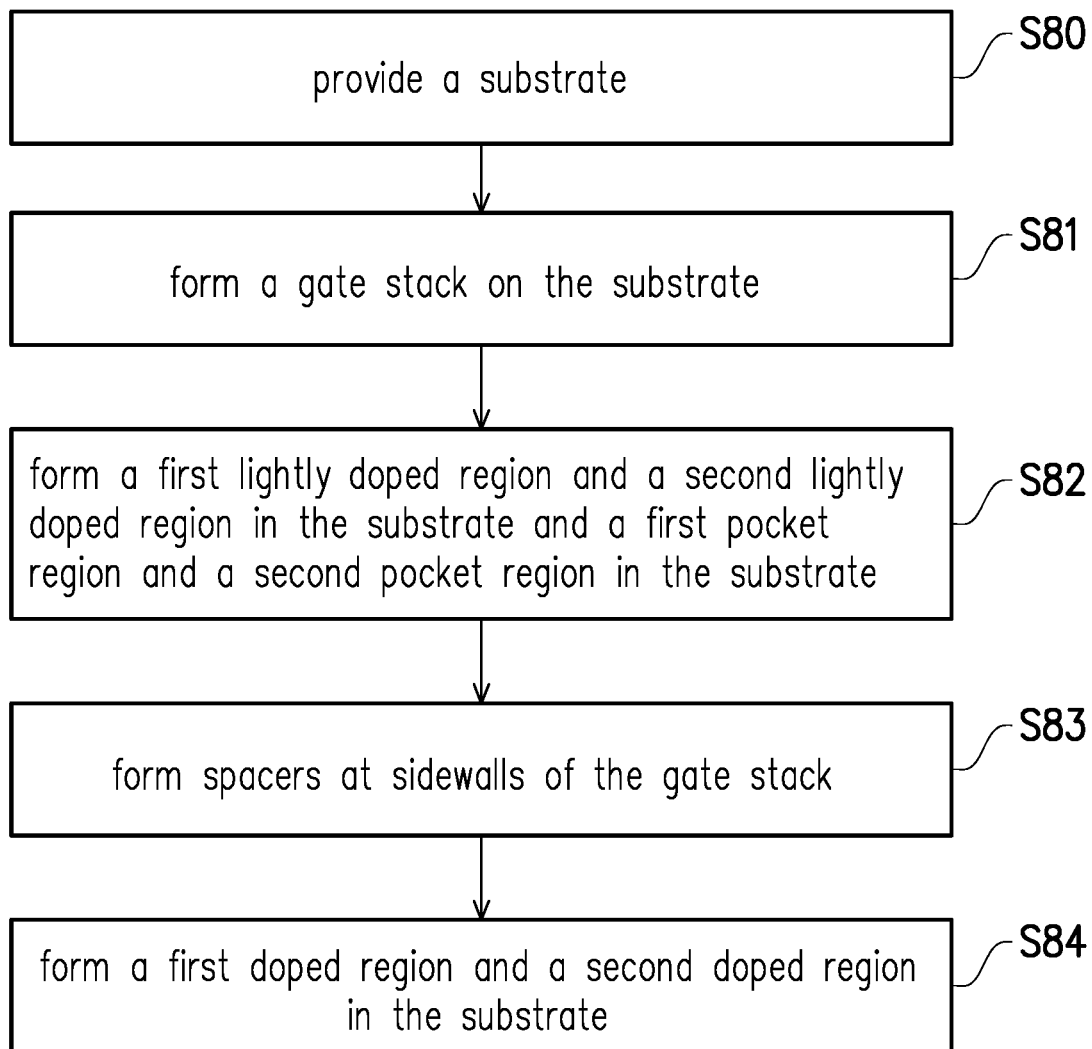 S80
provide a substrate
S81
form a gate stack on the substrate
S82
form a first lightly doped region and a second lightly
doped region in the substrate and a first pocket
region and a second pocket region in the substrate
S83
form spacers at sidewalls of the gate stack
S84
form a first doped region and a second doped region
in the substrate